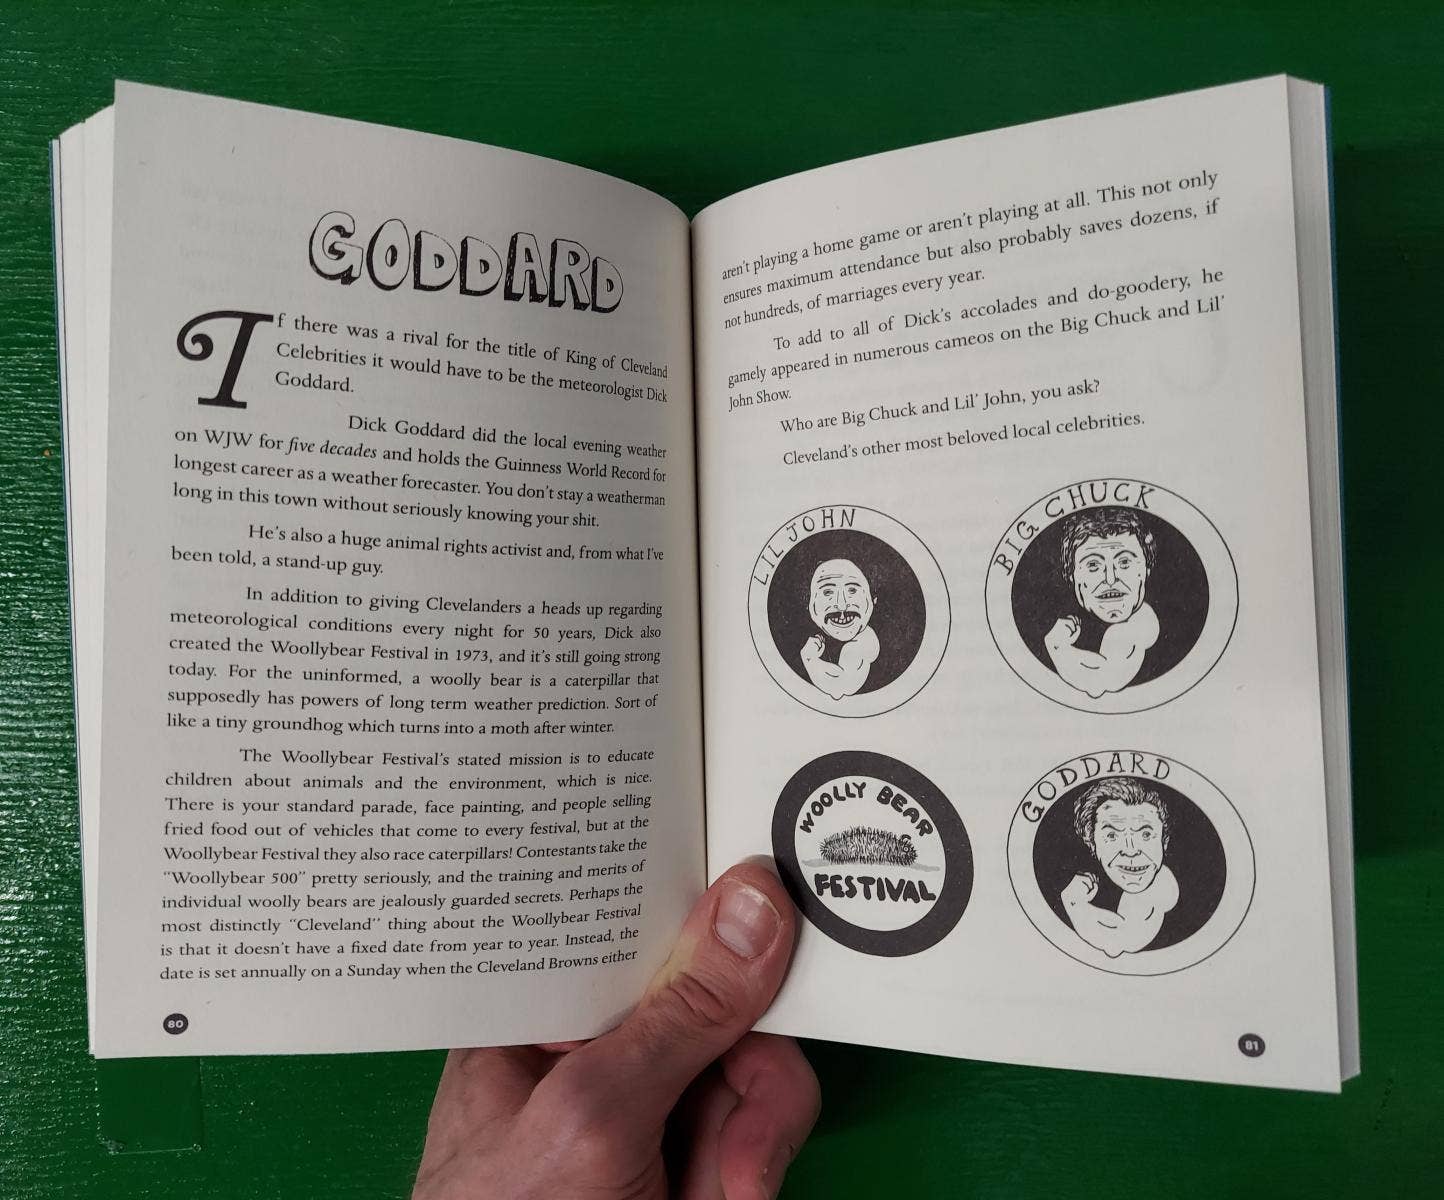 GODDARD
If there was a rival for the title of King of Cleveland
Celebrities it would have to be the meteorologist Dick
Goddard.
Dick Goddard did the local evening weather
on WJW for five decades and holds the Guinness World Record for
longest career as a weather forecaster. You don't stay a weatherman
long in this town without seriously knowing your shit.
He's also a huge animal rights activist and, from what I've
been told, a stand-up guy.
In addition to giving Clevelanders a heads up regarding
meteorological conditions every night for 50 years, Dick also
created the Woollybear Festival in 1973, and it's still going strong
today. For the uninformed, a woolly bear is a caterpillar that
supposedly has powers of long term weather prediction. Sort of
like a tiny groundhog which turns into a moth after winter.
The Woollybear Festival's stated mission is to educate
children about animals and the environment, which is nice.
There is your standard parade, face painting, and people selling
fried food out of vehicles that come to every festival, but at the
Woollybear Festival they also race caterpillars! Contestants take the
"Woollybear 500" pretty seriously, and the training and merits of
individual woolly bears are jealously guarded secrets. Perhaps the
most distinctly "Cleveland" thing about the Woollybear Festival
is that it doesn't have a fixed date from year to year. Instead, the
date is set annually on a Sunday when the Cleveland Browns either
80
aren't playing a home game or aren't playing at all. This not only
ensures maximum attendance but also probably saves dozens, if
not hundreds, of marriages every year.
To add to all of Dick's accolades and do-goodery, he
gamely appeared in numerous cameos on the Big Chuck and Lil'
John Show.
Who are Big Chuck and Lil' John, you ask?
Cleveland's other most beloved local celebrities.
LIL JOHN
BIG CHUCK
WOOLLY BEAR
FESTIVAL
GODDARD
81